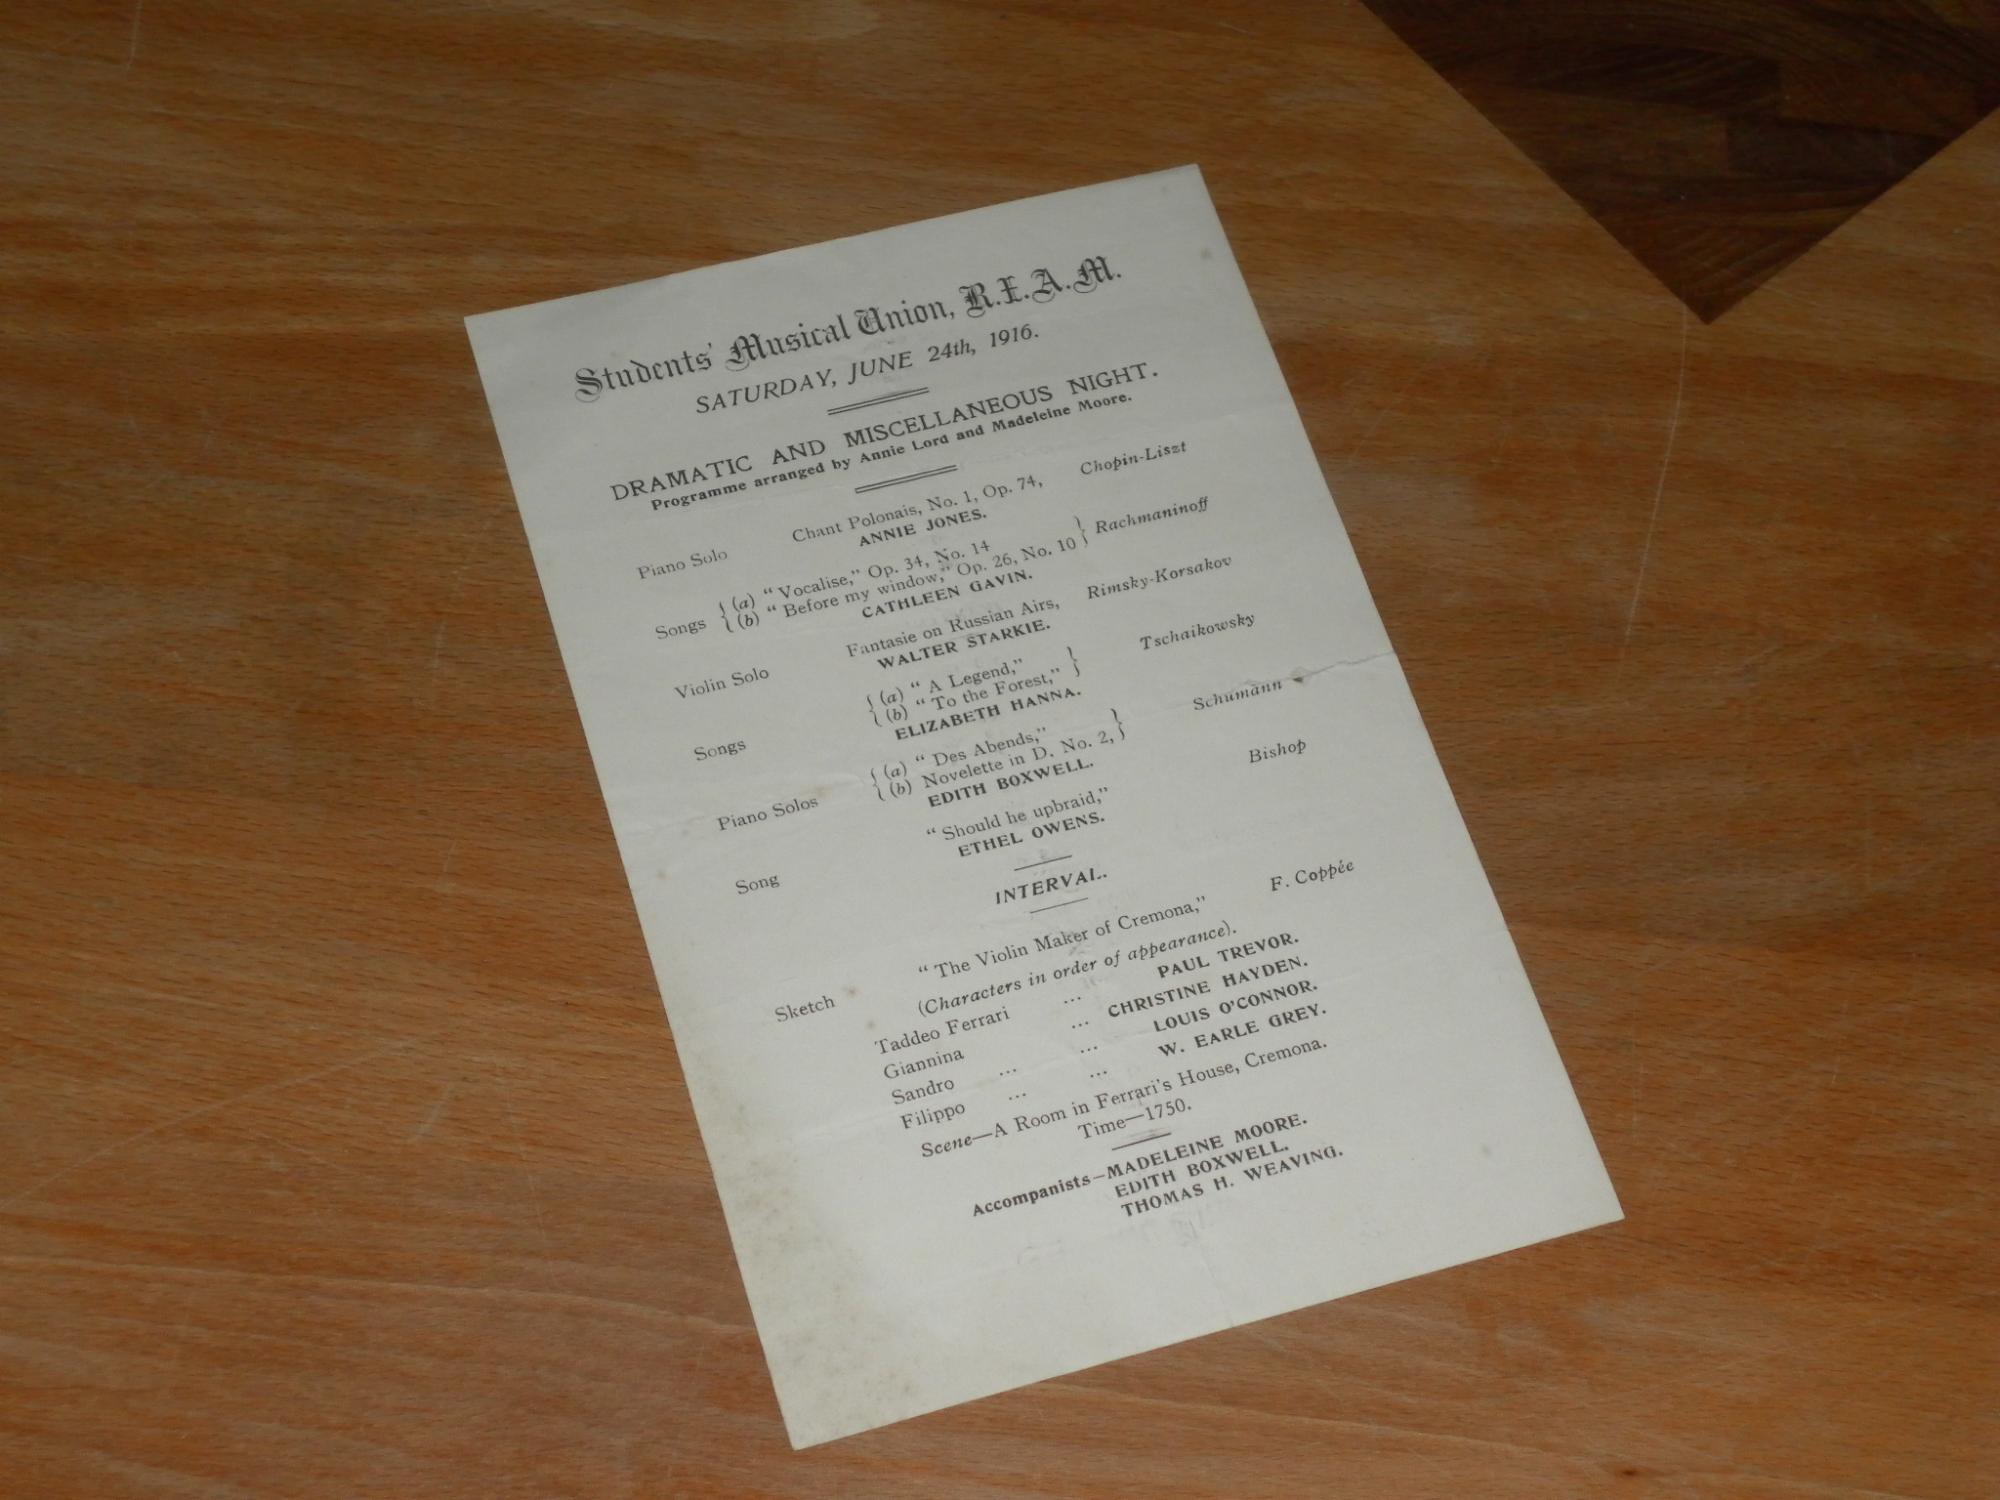 Students' Musical Union, R.I.A.M.
SATURDAY, JUNE 24th, 1916.
DRAMATIC AND MISCELLANEOUS NIGHT.
Programme arranged by Annie Lord and Madeleine Moore.
Piano Solo Chant Polonais, No. 1, Op. 74, Chopin-Liszt
ANNIE JONES.
Songs { (a) “ Vocalise,” Op. 34, No. 14
(b) “ Before my window,” Op. 26, No. 10 } Rachmaninoff
CATHLEEN GAVIN.
Violin Solo Fantasie on Russian Airs, Rimsky-Korsakov
WALTER STARKIE.
Songs { (a) “ A Legend,”
(b) “ To the Forest,” } Tschaikowsky
ELIZABETH HANNA.
Piano Solos { (a) “ Des Abends,”
(b) Novelette in D. No. 2, } Schumann
EDITH BOXWELL.
Song “ Should he upbraid,” Bishop
ETHEL OWENS.
INTERVAL.
Sketch “ The Violin Maker of Cremona,” F. Coppée
(Characters in order of appearance).
Taddeo Ferrari ... PAUL TREVOR.
Giannina ... CHRISTINE HAYDEN.
Sandro ... ... LOUIS O'CONNOR.
Filippo ... ... W. EARLE GREY.
Scene—A Room in Ferrari's House, Cremona.
Time—1750.
Accompanists—MADELEINE MOORE.
EDITH BOXWELL.
THOMAS H. WEAVING.